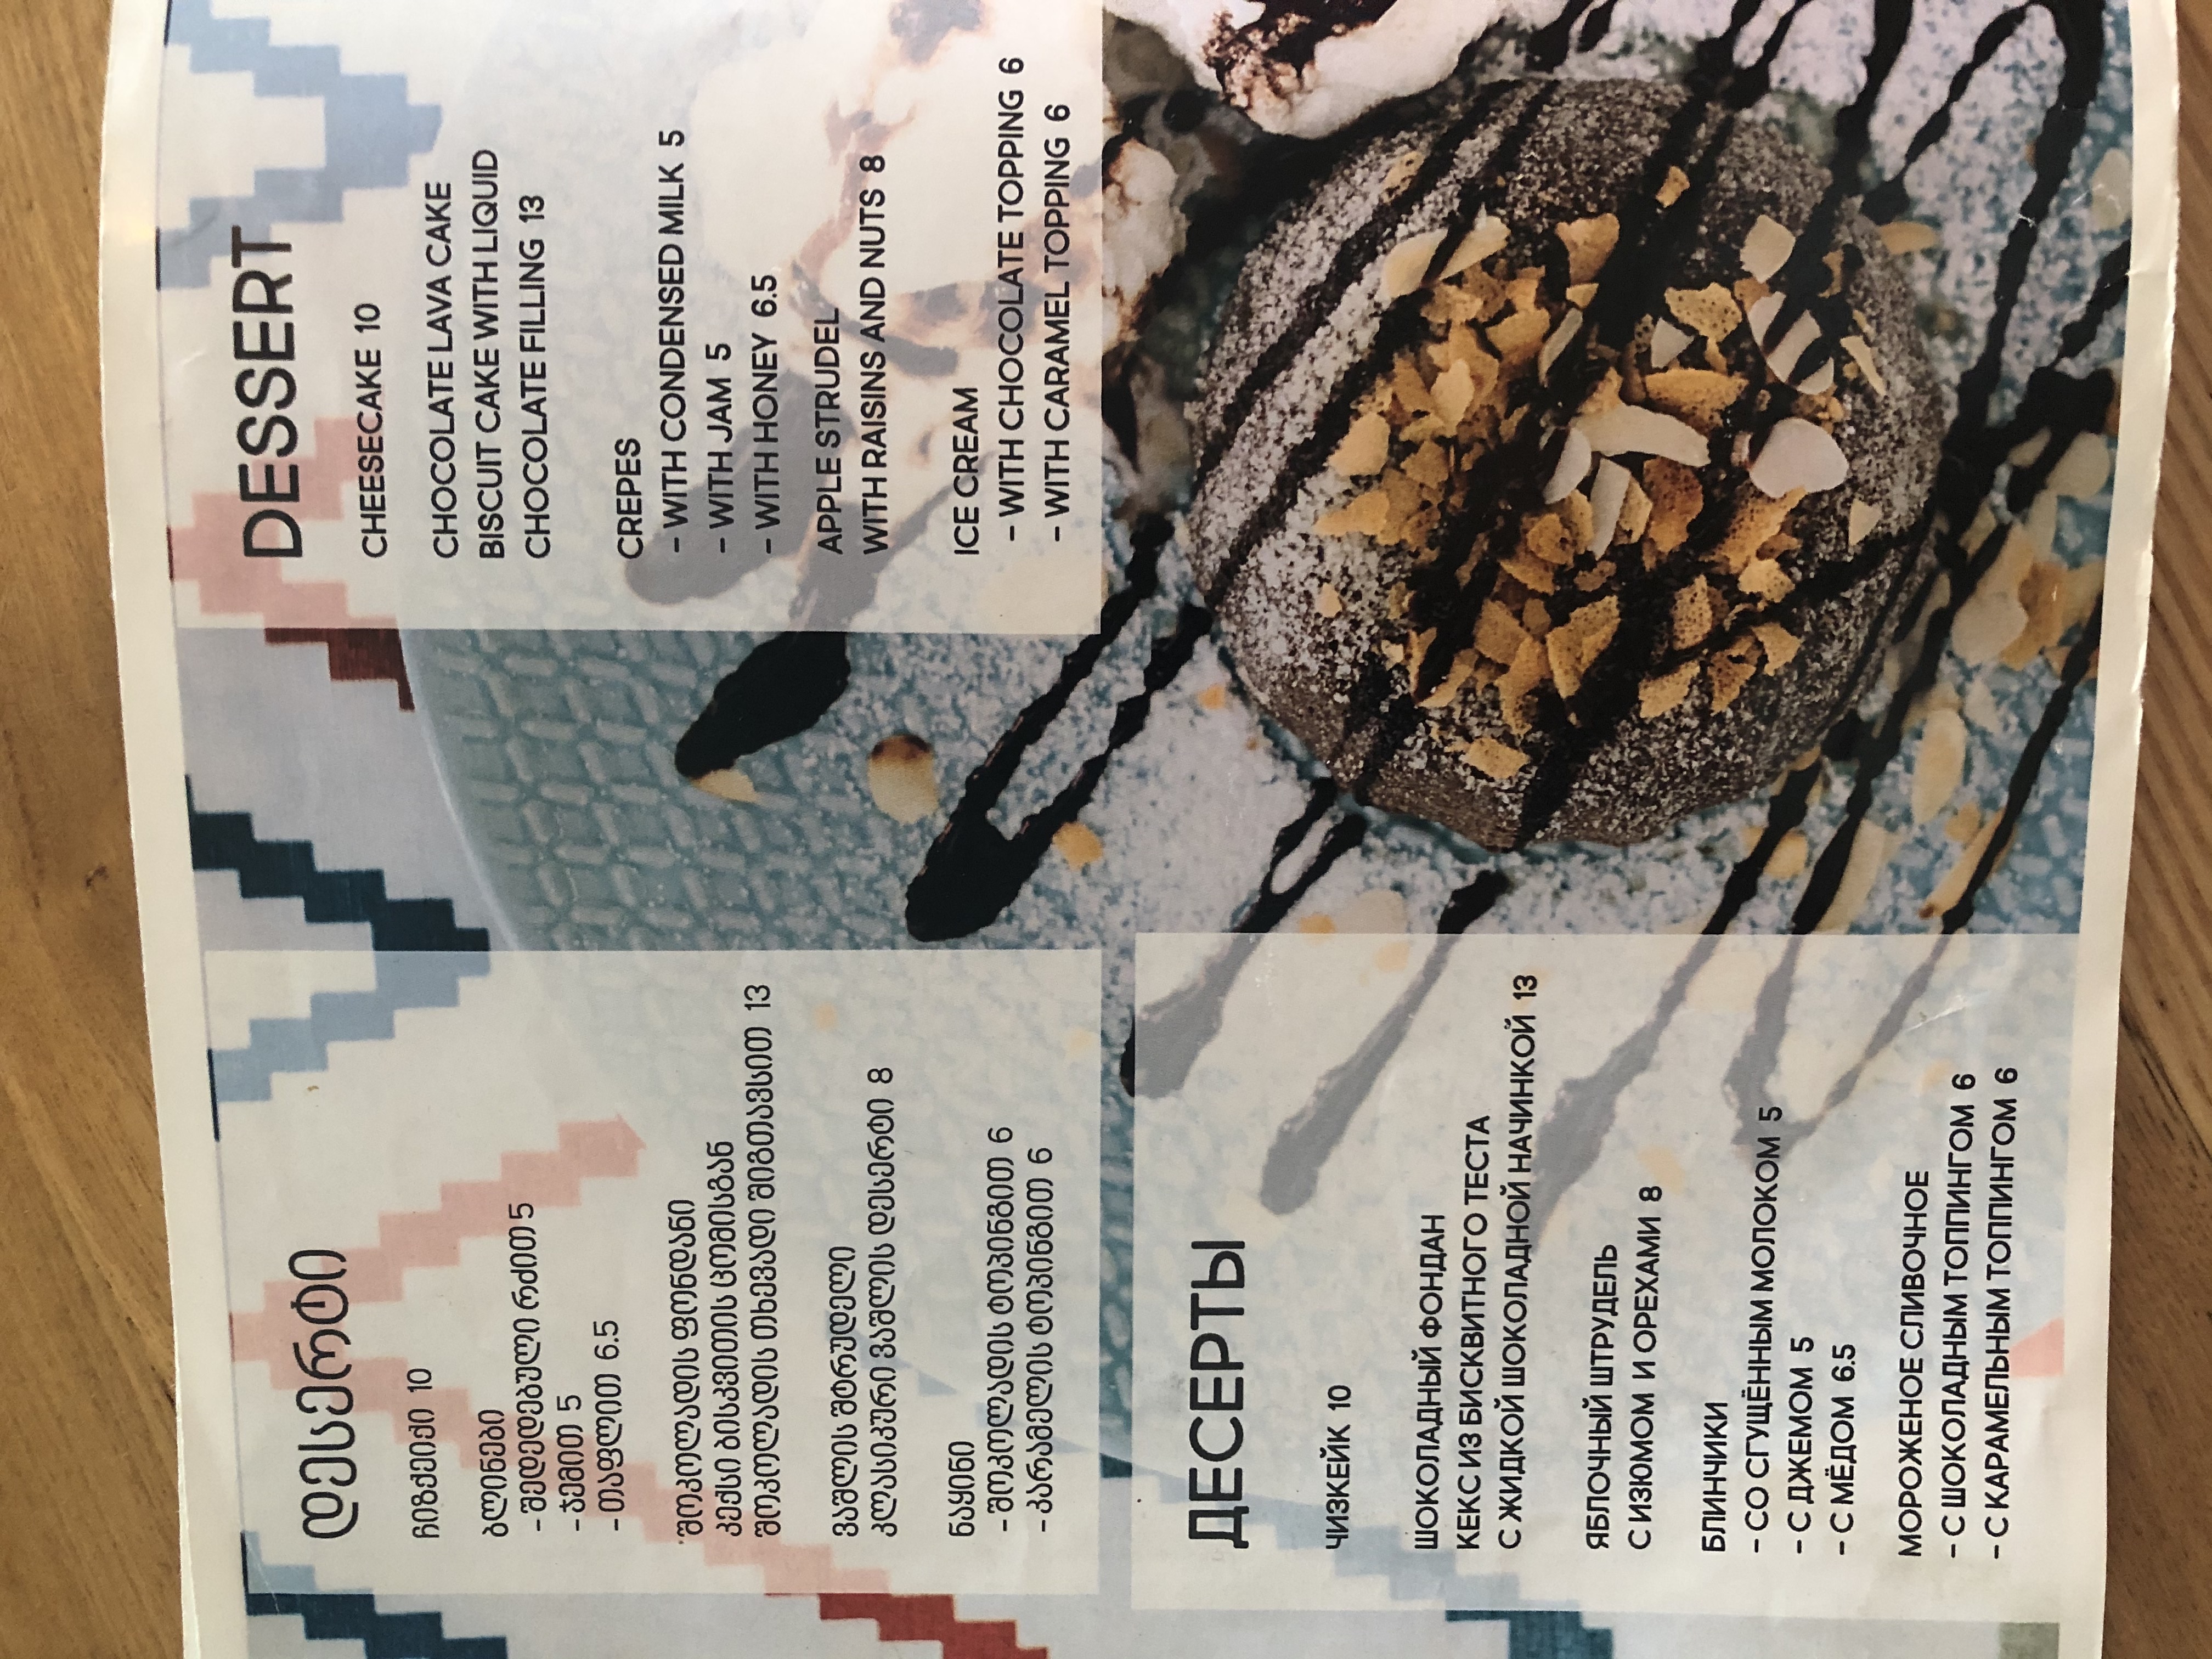 დესერტი
ჩიზქეიქი 10
ბლინები
- შედედებული რძით 5
- ჯემით 5
- თაფლით 6.5
შოკოლადის ფონდანი
კექსი ბისკვითის ცომისგან
შოკოლადის თხევადი შიგთავსით 13
ვაშლის შტრუდელი
კლასიკური ვაშლის დესერტი 8
ნაყინი
- შოკოლადის ტოპინგით 6
- კარამელის ტოპინგით 6
DESSERT
CHEESECAKE 10
CHOCOLATE LAVA CAKE
BISCUIT CAKE WITH LIQUID
CHOCOLATE FILLING 13
CREPES
- WITH CONDENSED MILK 5
- WITH JAM 5
- WITH HONEY 6.5
APPLE STRUDEL
WITH RAISINS AND NUTS 8
ICE CREAM
- WITH CHOCOLATE TOPPING 6
- WITH CARAMEL TOPPING 6
ДЕСЕРТЫ
ЧИЗКЕЙК 10
ШОКОЛАДНЫЙ ФОНДАН
КЕКС ИЗ БИСКВИТНОГО ТЕСТА
С ЖИДКОЙ ШОКОЛАДНОЙ НАЧИНКОЙ 13
ЯБЛОЧНЫЙ ШТРУДЕЛЬ
С ИЗЮМОМ И ОРЕХАМИ 8
БЛИНЧИКИ
- СО СГУЩЁННЫМ МОЛОКОМ 5
- С ДЖЕМОМ 5
- С МЁДОМ 6.5
МОРОЖЕНОЕ СЛИВОЧНОЕ
- С ШОКОЛАДНЫМ ТОППИНГОМ 6
- С КАРАМЕЛЬНЫМ ТОППИНГОМ 6